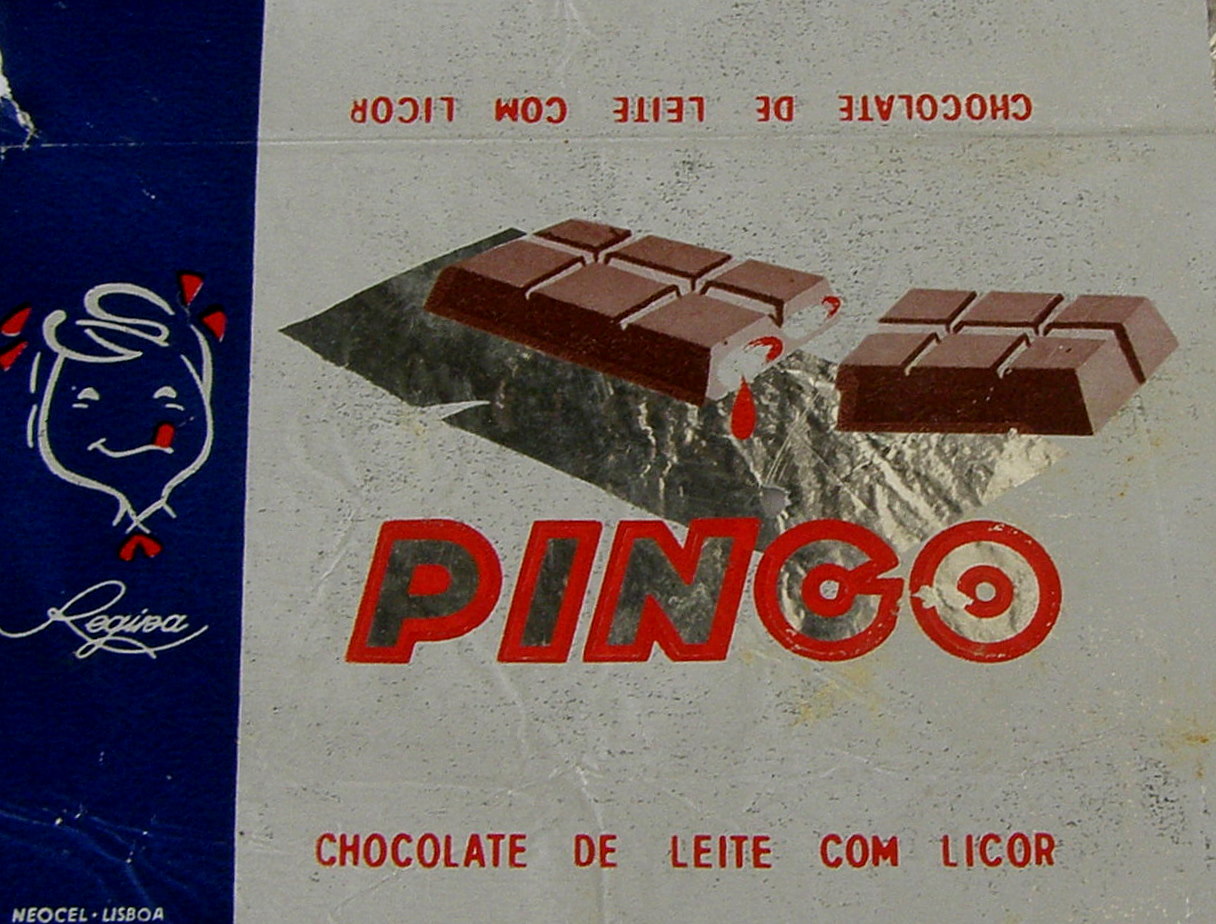 CHOCOLATE DE LEITE COM LICOR
PINGO
Regina
CHOCOLATE DE LEITE COM LICOR
NEOCEL·LISBOA